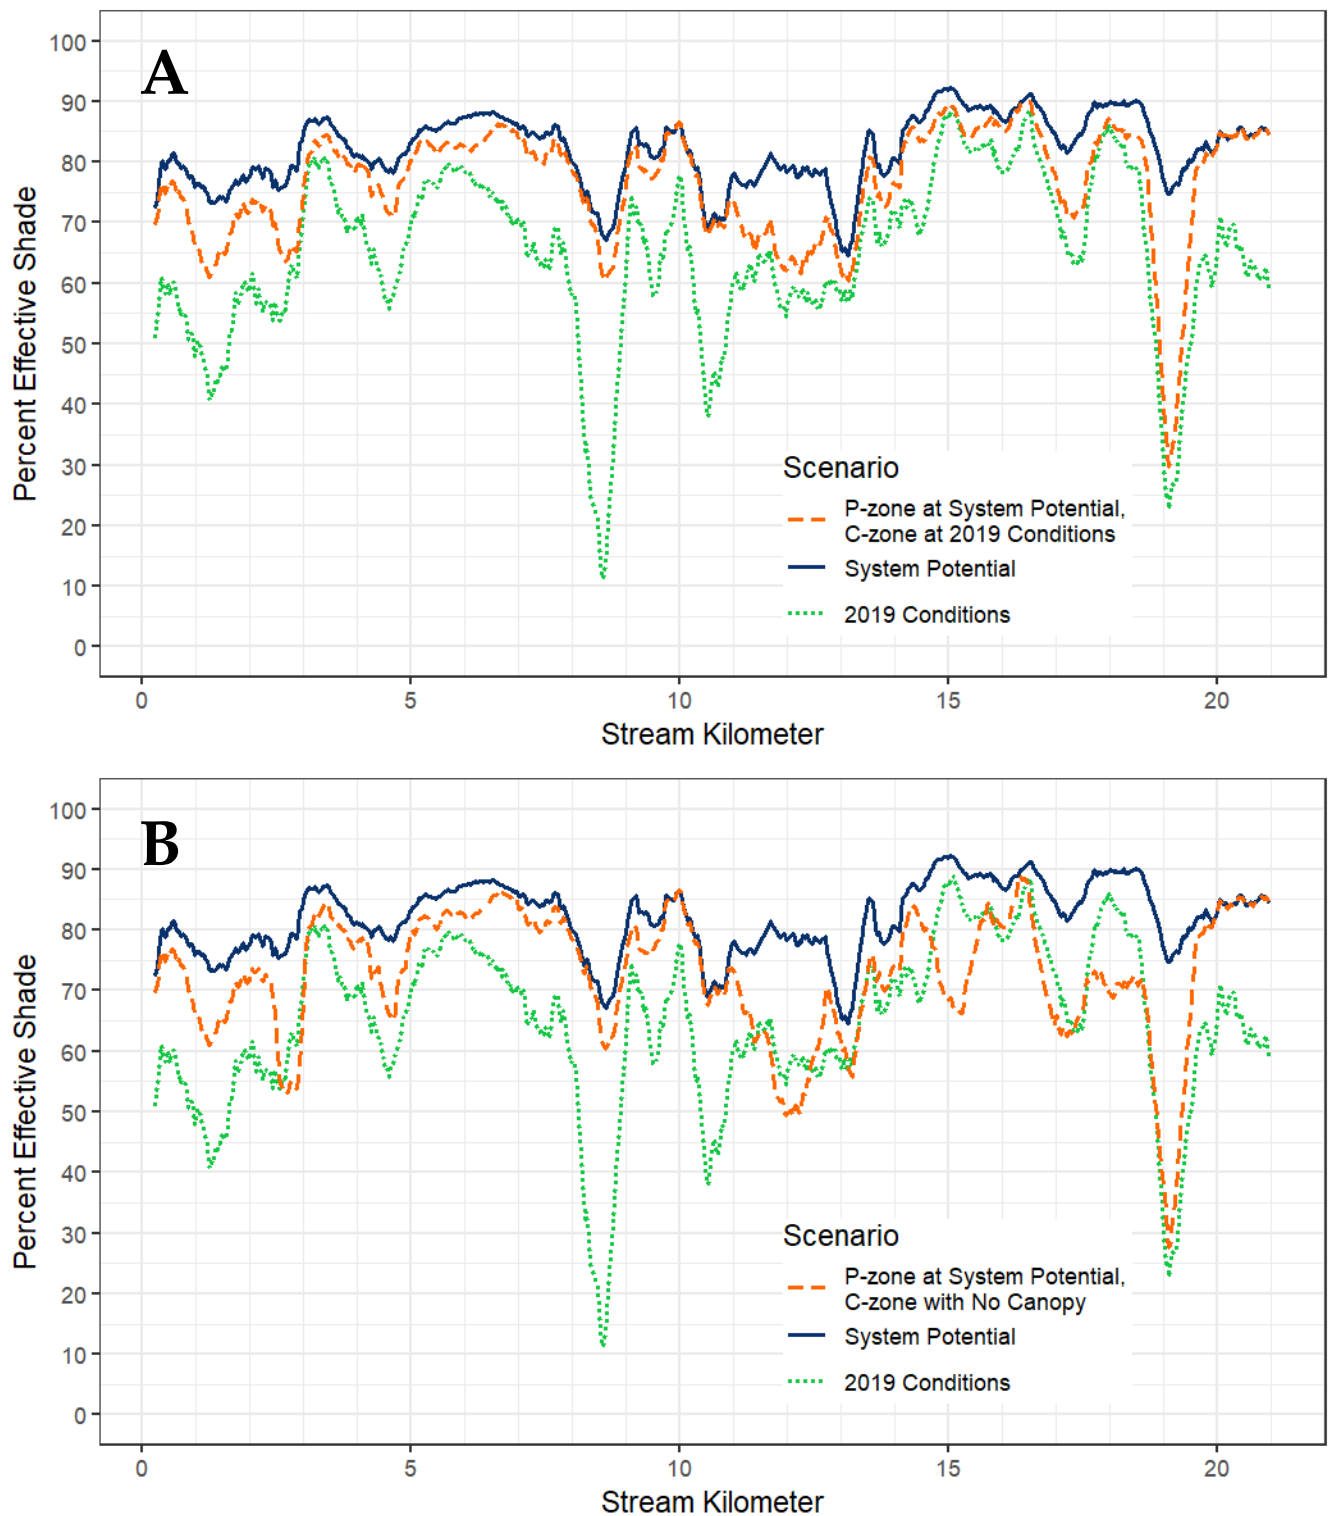 A
100
90
80
70
60
50
40
30
20
10
0
Percent Effective Shade
Scenario
P-zone at System Potential,
C-zone at 2019 Conditions
System Potential
2019 Conditions
0 5 10 15 20
Stream Kilometer
B
100
90
80
70
60
50
40
30
20
10
0
Percent Effective Shade
Scenario
P-zone at System Potential,
C-zone with No Canopy
System Potential
2019 Conditions
0 5 10 15 20
Stream Kilometer